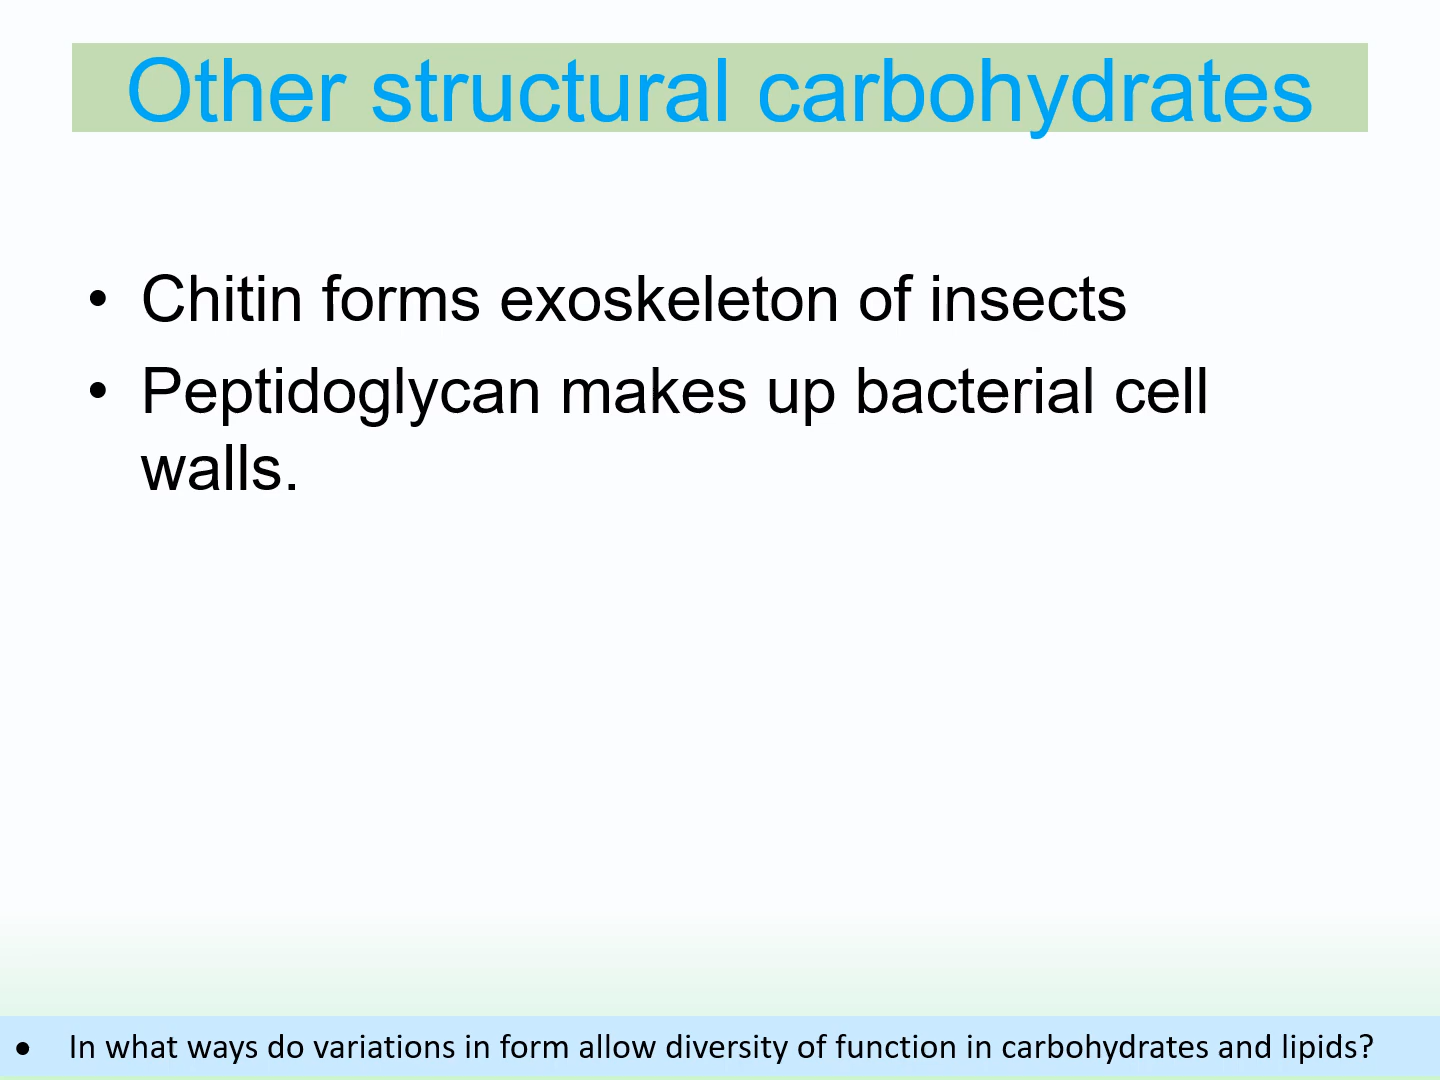 Other structural carbohydrates
• Chitin forms exoskeleton of insects
• Peptidoglycan makes up bacterial cell
walls.
• In what ways do variations in form allow diversity of function in carbohydrates and lipids?